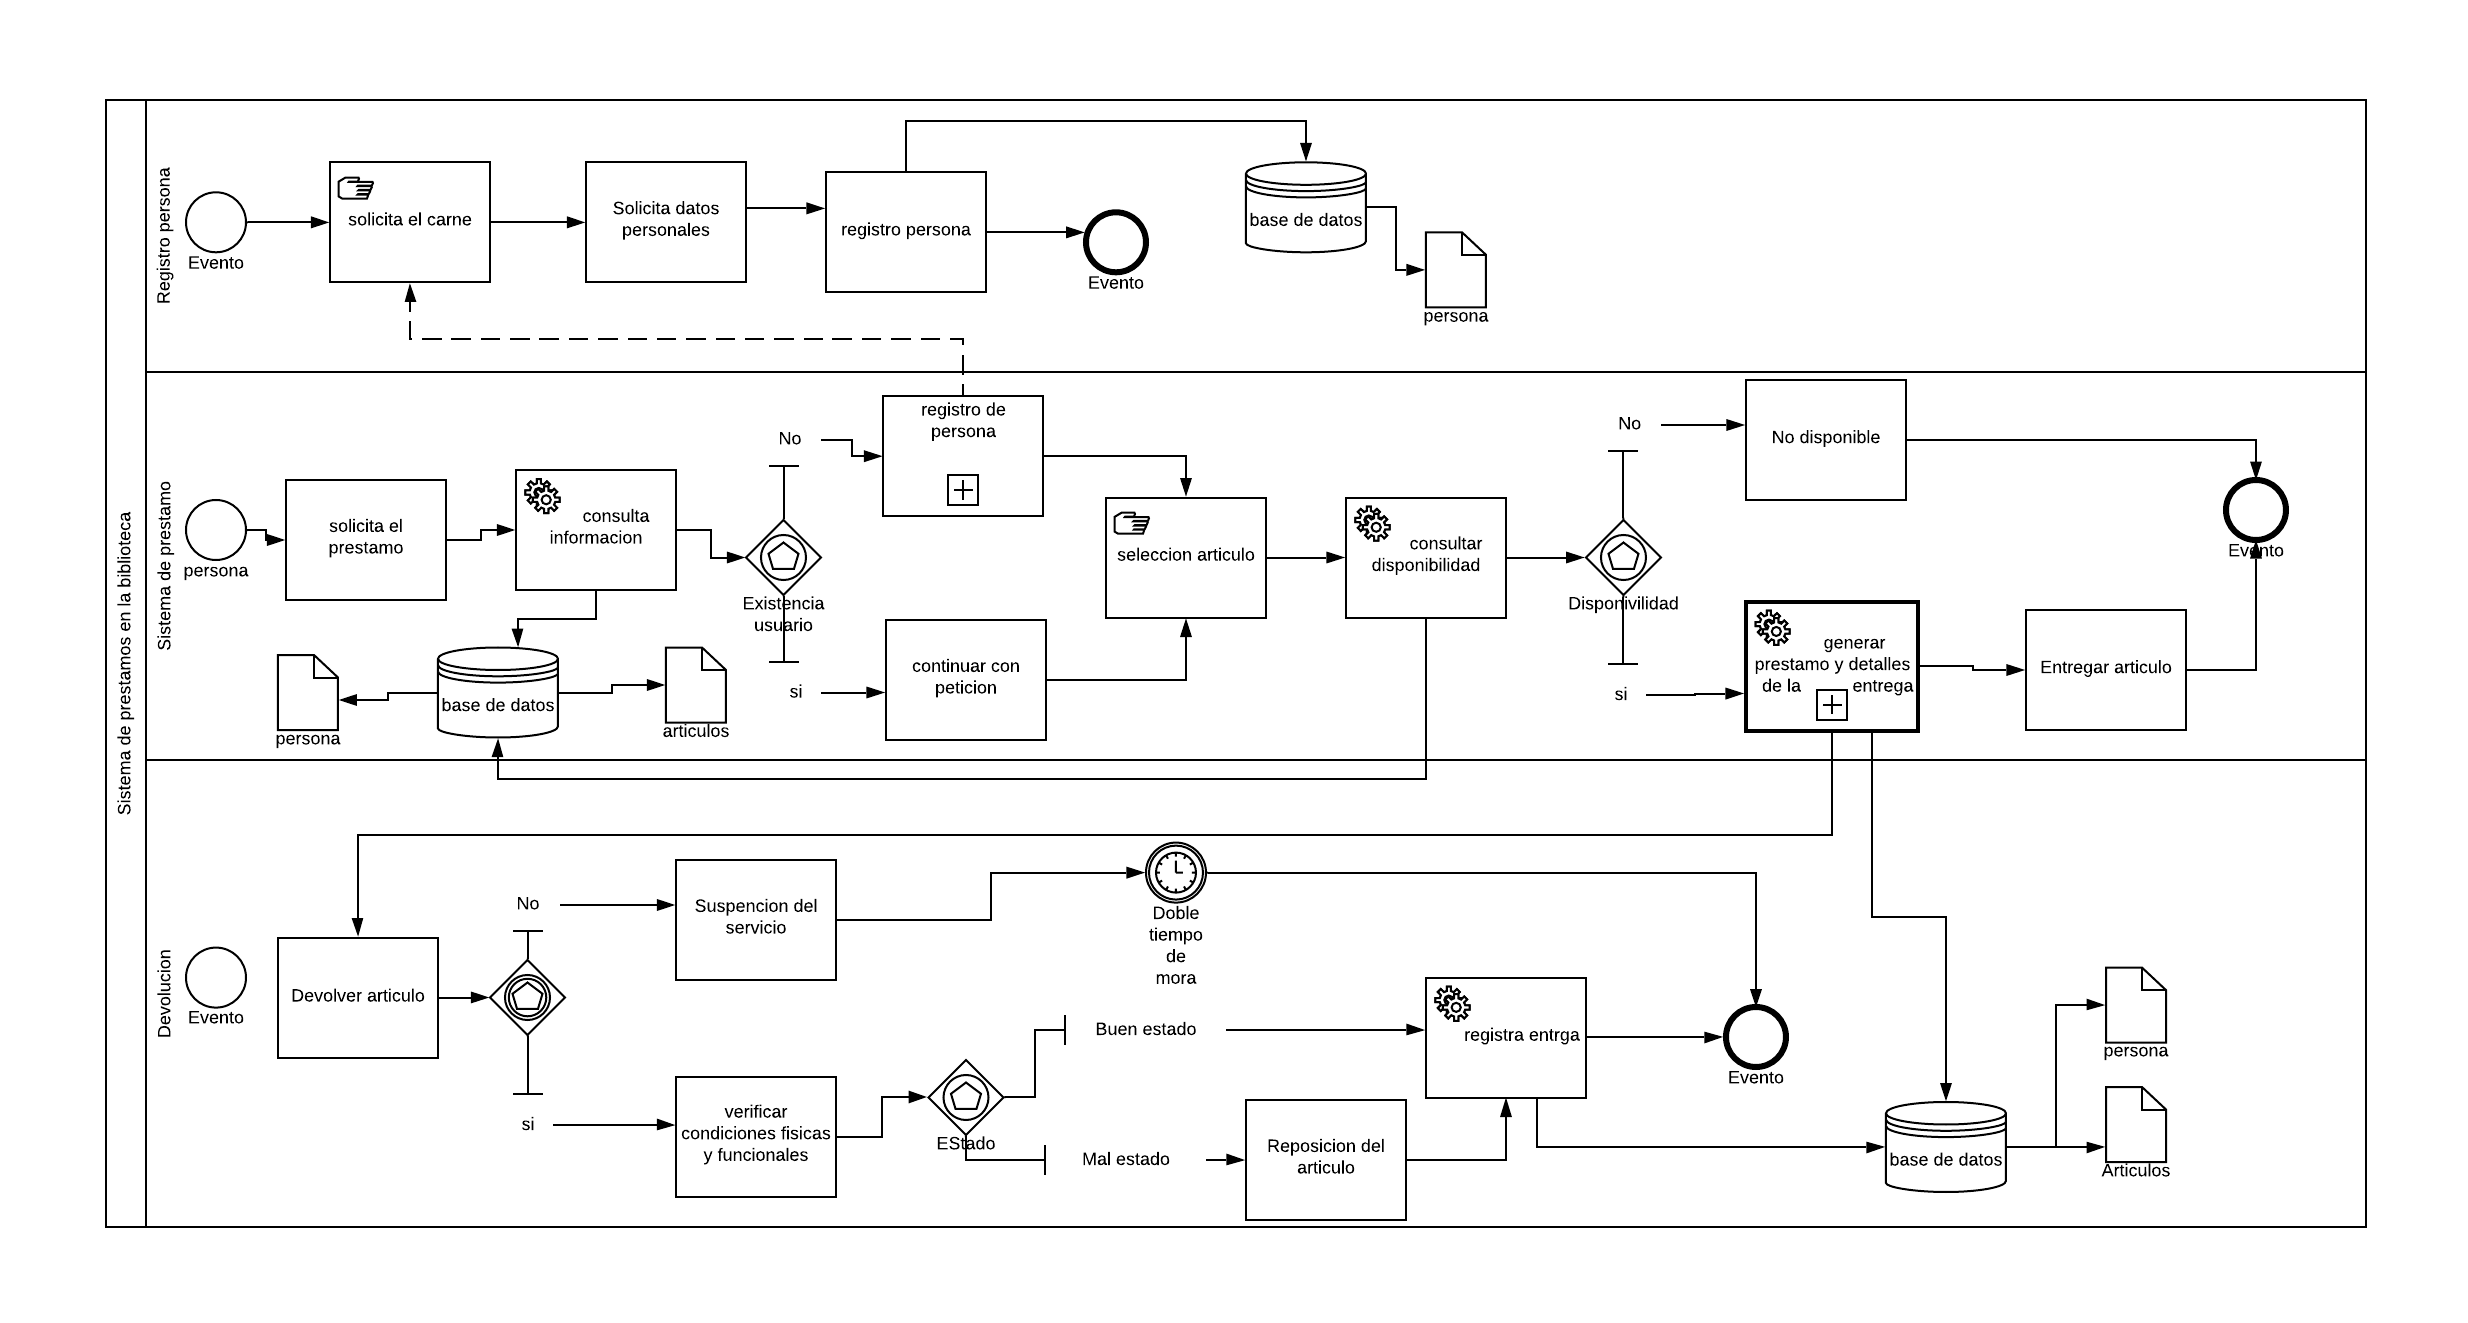 Sistema de prestamos en la biblioteca
Registro persona
Evento
solicita el carne
Solicita datos
personales
registro persona
Evento
base de datos
persona
Sistema de prestamo
persona
solicita el
prestamo
consulta
informacion
base de datos
persona
articulos
Existencia
usuario
No
si
registro de
persona
continuar con
peticion
seleccion articulo
consultar
disponibilidad
Disponivilidad
No
si
No disponible
generar
prestamo y detalles
de la entrega
Entregar articulo
Evento
Devolucion
Evento
Devolver articulo
No
si
Suspencion del
servicio
Doble
tiempo
de
mora
verificar
condiciones fisicas
y funcionales
EStado
Buen estado
Mal estado
Reposicion del
articulo
registra entrga
Evento
base de datos
persona
Articulos